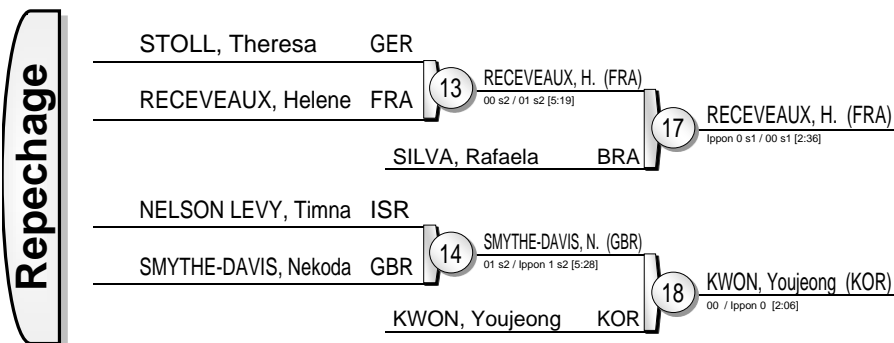 Repechage
STOLL, Theresa GER
RECEVEAUX, Helene FRA
13
RECEVEAUX, H. (FRA)
00 s2 / 01 s2 [5:19]
SILVA, Rafaela BRA
17
RECEVEAUX, H. (FRA)
Ippon 0 s1 / 00 s1 [2:36]
NELSON LEVY, Timna ISR
SMYTHE-DAVIS, Nekoda GBR
14
SMYTHE-DAVIS, N. (GBR)
01 s2 / Ippon 1 s2 [5:28]
KWON, Youjeong KOR
18
KWON, Youjeong (KOR)
00 / Ippon 0 [2:06]